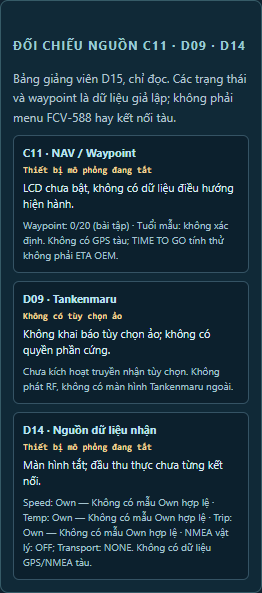 ĐỐI CHIẾU NGUỒN C11 · D09 · D14
Bảng giảng viên D15, chỉ đọc. Các trạng thái
và waypoint là dữ liệu giả lập; không phải
menu FCV-588 hay kết nối tàu.
C11 · NAV / Waypoint
Thiết bị mô phỏng đang tắt
LCD chưa bật, không có dữ liệu điều hướng
hiện hành.
Waypoint: 0/20 (bài tập) · Tuổi mẫu: không xác
định. Không có GPS tàu; TIME TO GO tính thử
không phải ETA OEM.
D09 · Tankenmaru
Không có tùy chọn ảo
Không khai báo tùy chọn ảo; không có
quyền phần cứng.
Chưa kích hoạt truyền nhận tùy chọn. Không
phát RF, không có màn hình Tankenmaru ngoài.
D14 · Nguồn dữ liệu nhận
Thiết bị mô phỏng đang tắt
Màn hình tắt; đầu thu thực chưa từng kết
nối.
Speed: Own — Không có mẫu Own hợp lệ ·
Temp: Own — Không có mẫu Own hợp lệ · Trip:
Own — Không có mẫu Own hợp lệ · NMEA vật
lý: OFF; Transport: NONE. Không có dữ liệu
GPS/NMEA tàu.